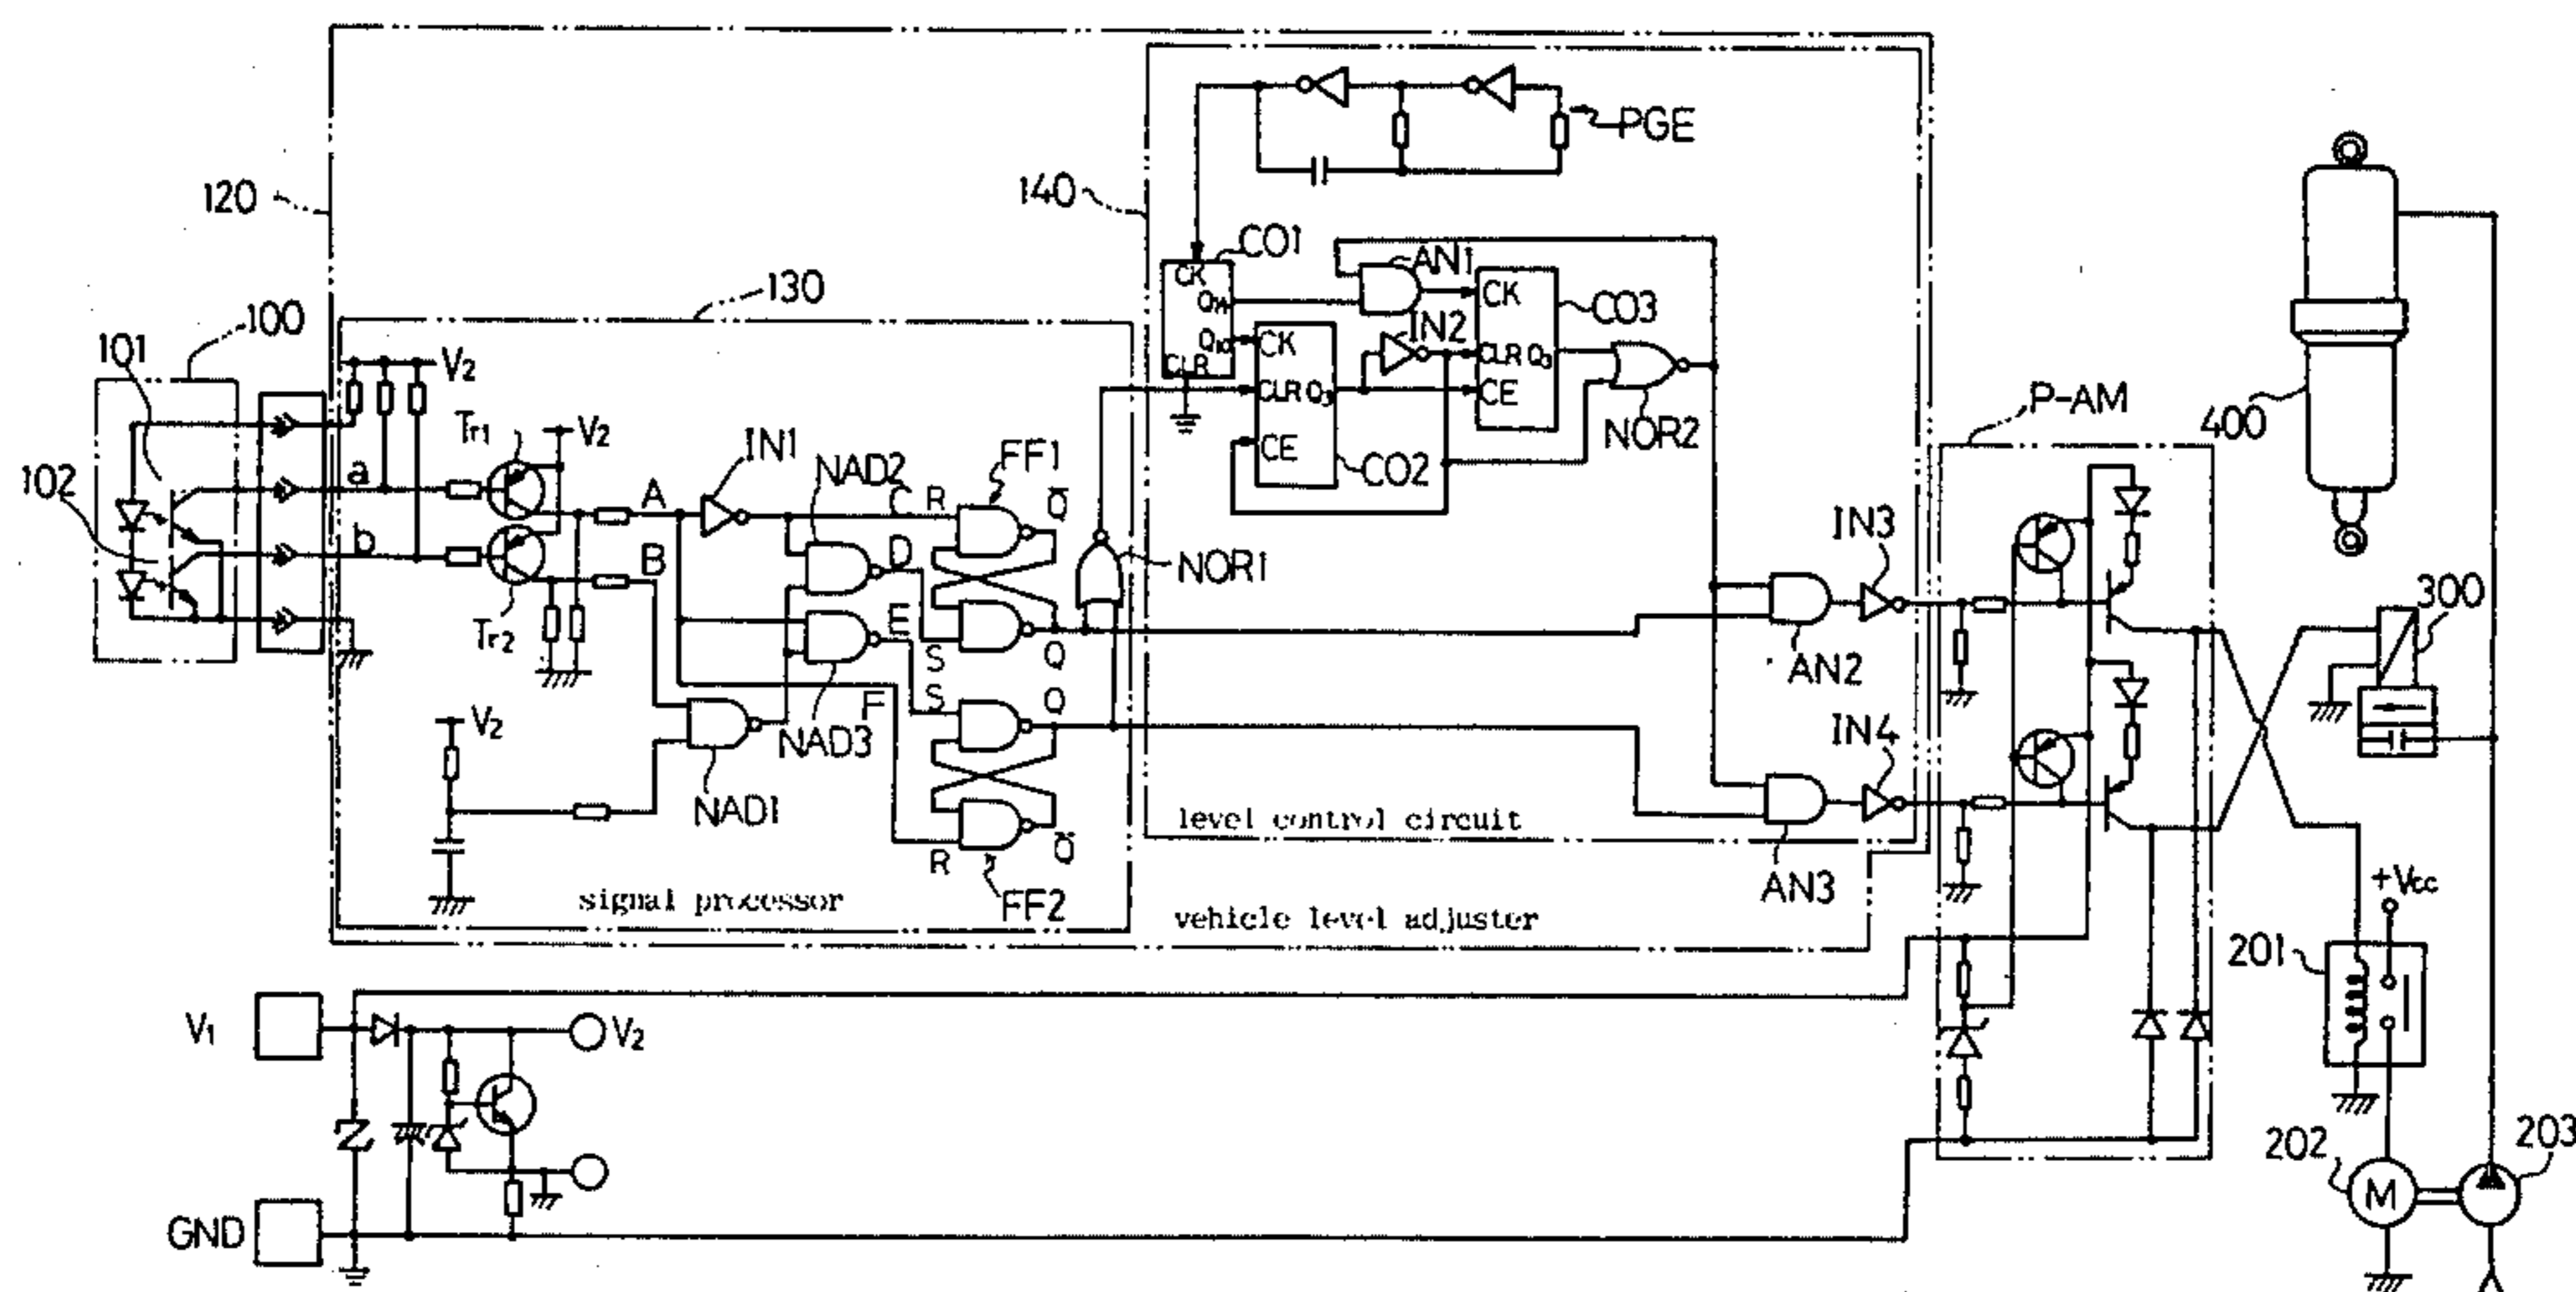 120
140
PGE
CO1
CK
Q14
Q10
CLR
AN1
CK
CO3
CLR Q3
CE
IN2
CK
CLR Q3
CE
CO2
NOR2
130
100
101
102
V2
a
b
Tr1
V2
Tr2
A
B
IN1
NAD2
C
R
FF1
Q̄
D
E
S
Q
NOR1
S
Q
F
NAD3
NAD1
V2
R
Q̄
FF2
signal processor
level control circuit
vehicle level adjuster
IN3
AN2
IN4
AN3
P-AM
400
300
+Vcc
201
202
M
203
V1
V2
GND